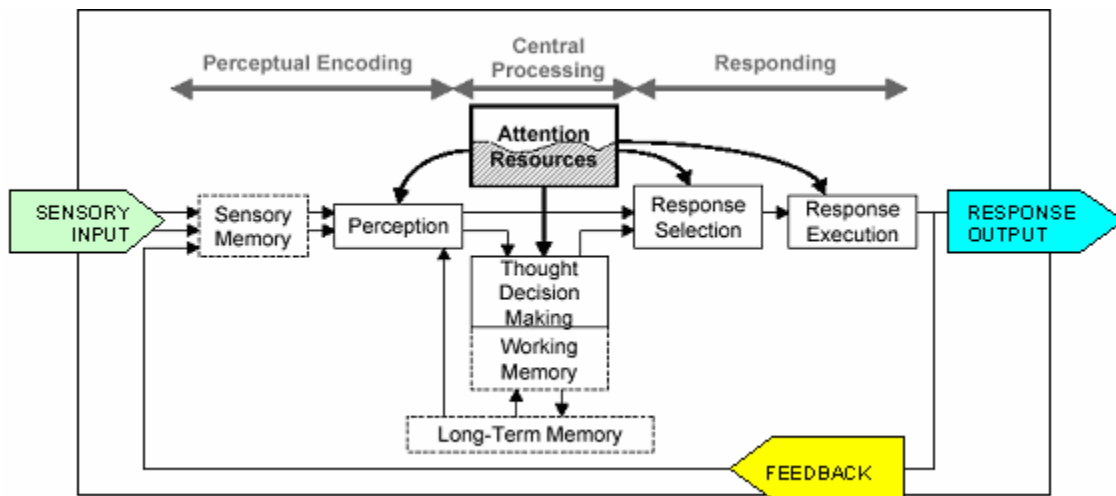 Perceptual Encoding
Central
Processing
Responding
Attention
Resources
SENSORY
INPUT
Sensory
Memory
Perception
Response
Selection
Response
Execution
RESPONSE
OUTPUT
Thought
Decision
Making
Working
Memory
Long-Term Memory
FEEDBACK